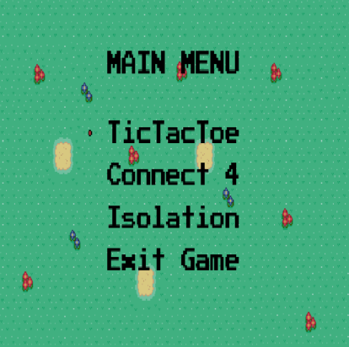 MAIN MENU
TicTacToe
Connect 4
Isolation
Exit Game